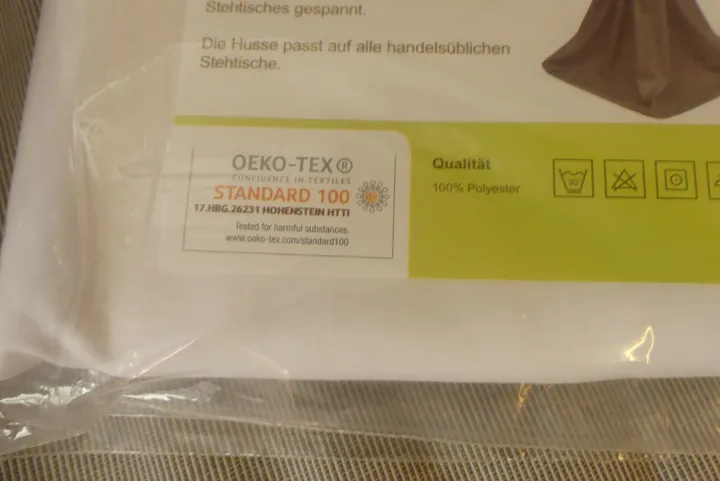 Stehtisches gespannt.
Die Husse passt auf alle handelsüblichen
Stehtische.
OEKO-TEX®
CONFIDENCE IN TEXTILES
STANDARD 100
17.HBG.26231 HOHENSTEIN HTTI
Tested for harmful substances.
www.oeko-tex.com/standard100
Qualität
100% Polyester
30°